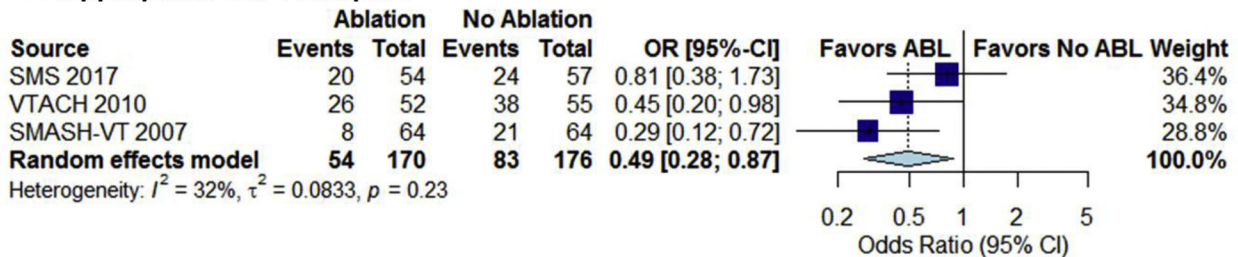 Ablation No Ablation
Source Events Total Events Total OR [95%-CI] Favors ABL Favors No ABL Weight
SMS 2017 20 54 24 57 0.81 [0.38; 1.73] 36.4%
VTACH 2010 26 52 38 55 0.45 [0.20; 0.98] 34.8%
SMASH-VT 2007 8 64 21 64 0.29 [0.12; 0.72] 28.8%
Random effects model 54 170 83 176 0.49 [0.28; 0.87] 100.0%
Heterogeneity: I² = 32%, τ² = 0.0833, p = 0.23
0.2 0.5 1 2 5
Odds Ratio (95% CI)